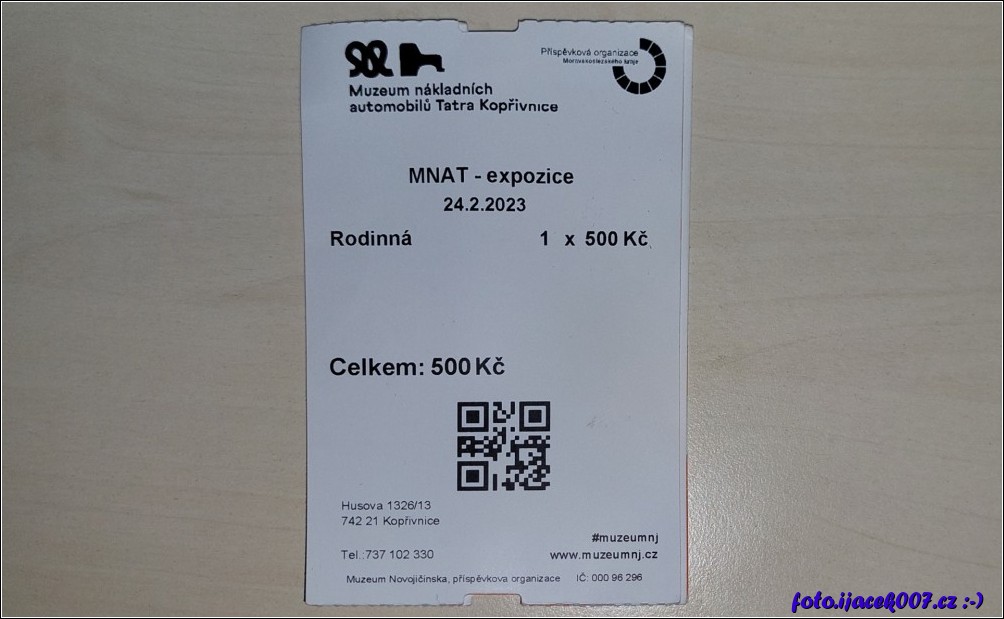 Muzeum nákladních
automobilů Tatra Kopřivnice
Příspěvková organizace
Moravskoslezského kraje
MNAT - expozice
24.2.2023
Rodinná 1 x 500 Kč
Celkem: 500 Kč
Husova 1326/13
742 21 Kopřivnice
#muzeumnj
Tel.:737 102 330 www.muzeumnj.cz
Muzeum Novojičínska, příspěvkova organizace IČ: 000 96 296
foto.ijacek007.cz :-)